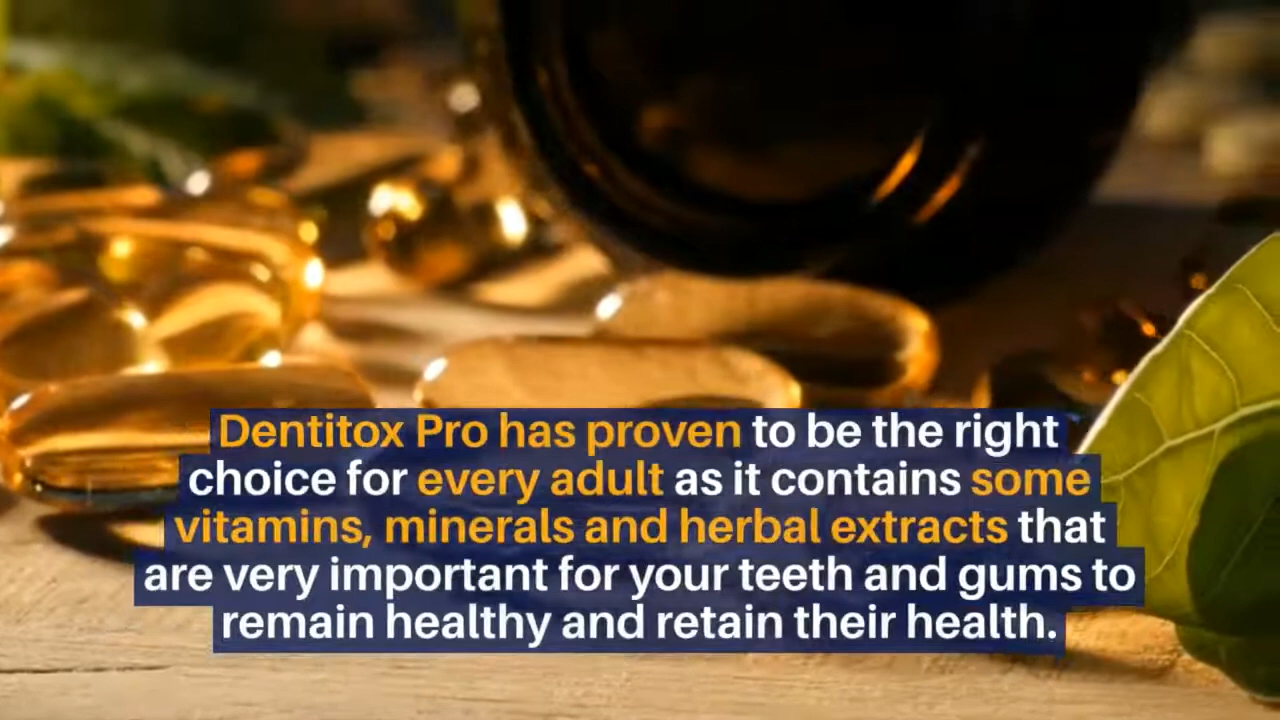 Dentitox Pro has proven to be the right
choice for every adult as it contains some
vitamins, minerals and herbal extracts that
are very important for your teeth and gums to
remain healthy and retain their health.